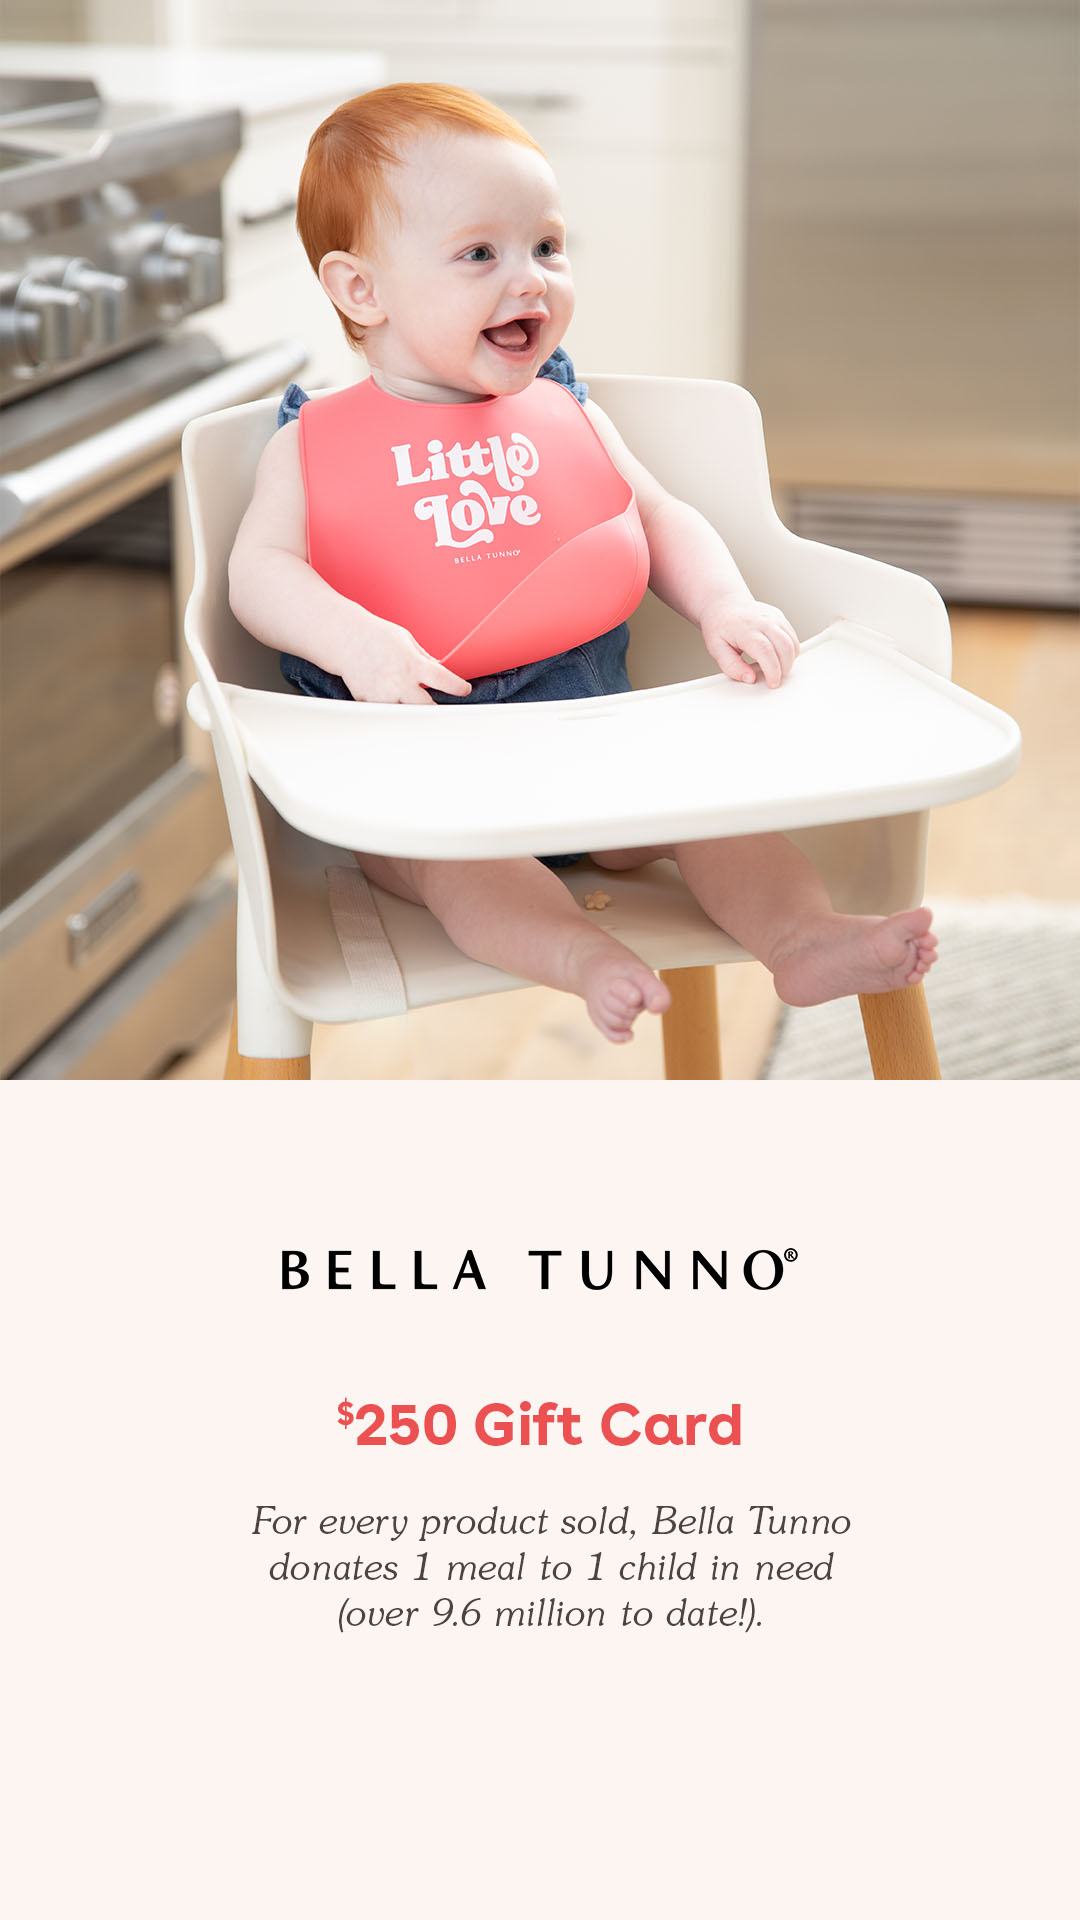 Little
Love
BELLA TUNNO®
BELLA TUNNO®
$250 Gift Card
For every product sold, Bella Tunno
donates 1 meal to 1 child in need
(over 9.6 million to date!).